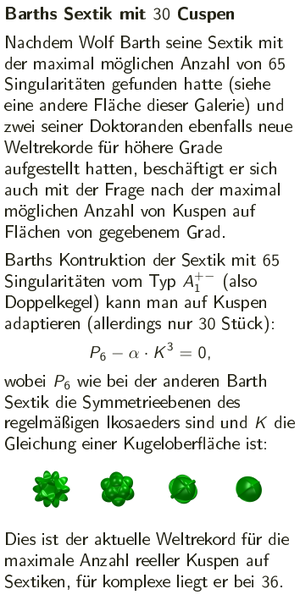 Barths Sextik mit 30 Cuspen
Nachdem Wolf Barth seine Sextik mit
der maximal möglichen Anzahl von 65
Singularitäten gefunden hatte (siehe
eine andere Fläche dieser Galerie) und
zwei seiner Doktoranden ebenfalls neue
Weltrekorde für höhere Grade
aufgestellt hatten, beschäftigt er sich
auch mit der Frage nach der maximal
möglichen Anzahl von Kuspen auf
Flächen von gegebenem Grad.
Barths Kontruktion der Sextik mit 65
Singularitäten vom Typ A₁⁺⁻ (also
Doppelkegel) kann man auf Kuspen
adaptieren (allerdings nur 30 Stück):
P₆ − α · K³ = 0,
wobei P₆ wie bei der anderen Barth
Sextik die Symmetrieebenen des
regelmäßigen Ikosaeders sind und K die
Gleichung einer Kugeloberfläche ist:
Dies ist der aktuelle Weltrekord für die
maximale Anzahl reeller Kuspen auf
Sextiken, für komplexe liegt er bei 36.